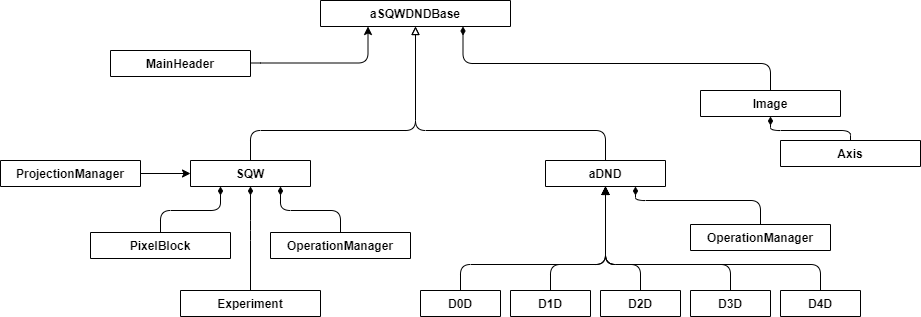 aSQWDNDBase
MainHeader
Image
Axis
ProjectionManager
SQW
aDND
PixelBlock
OperationManager
OperationManager
Experiment
D0D
D1D
D2D
D3D
D4D